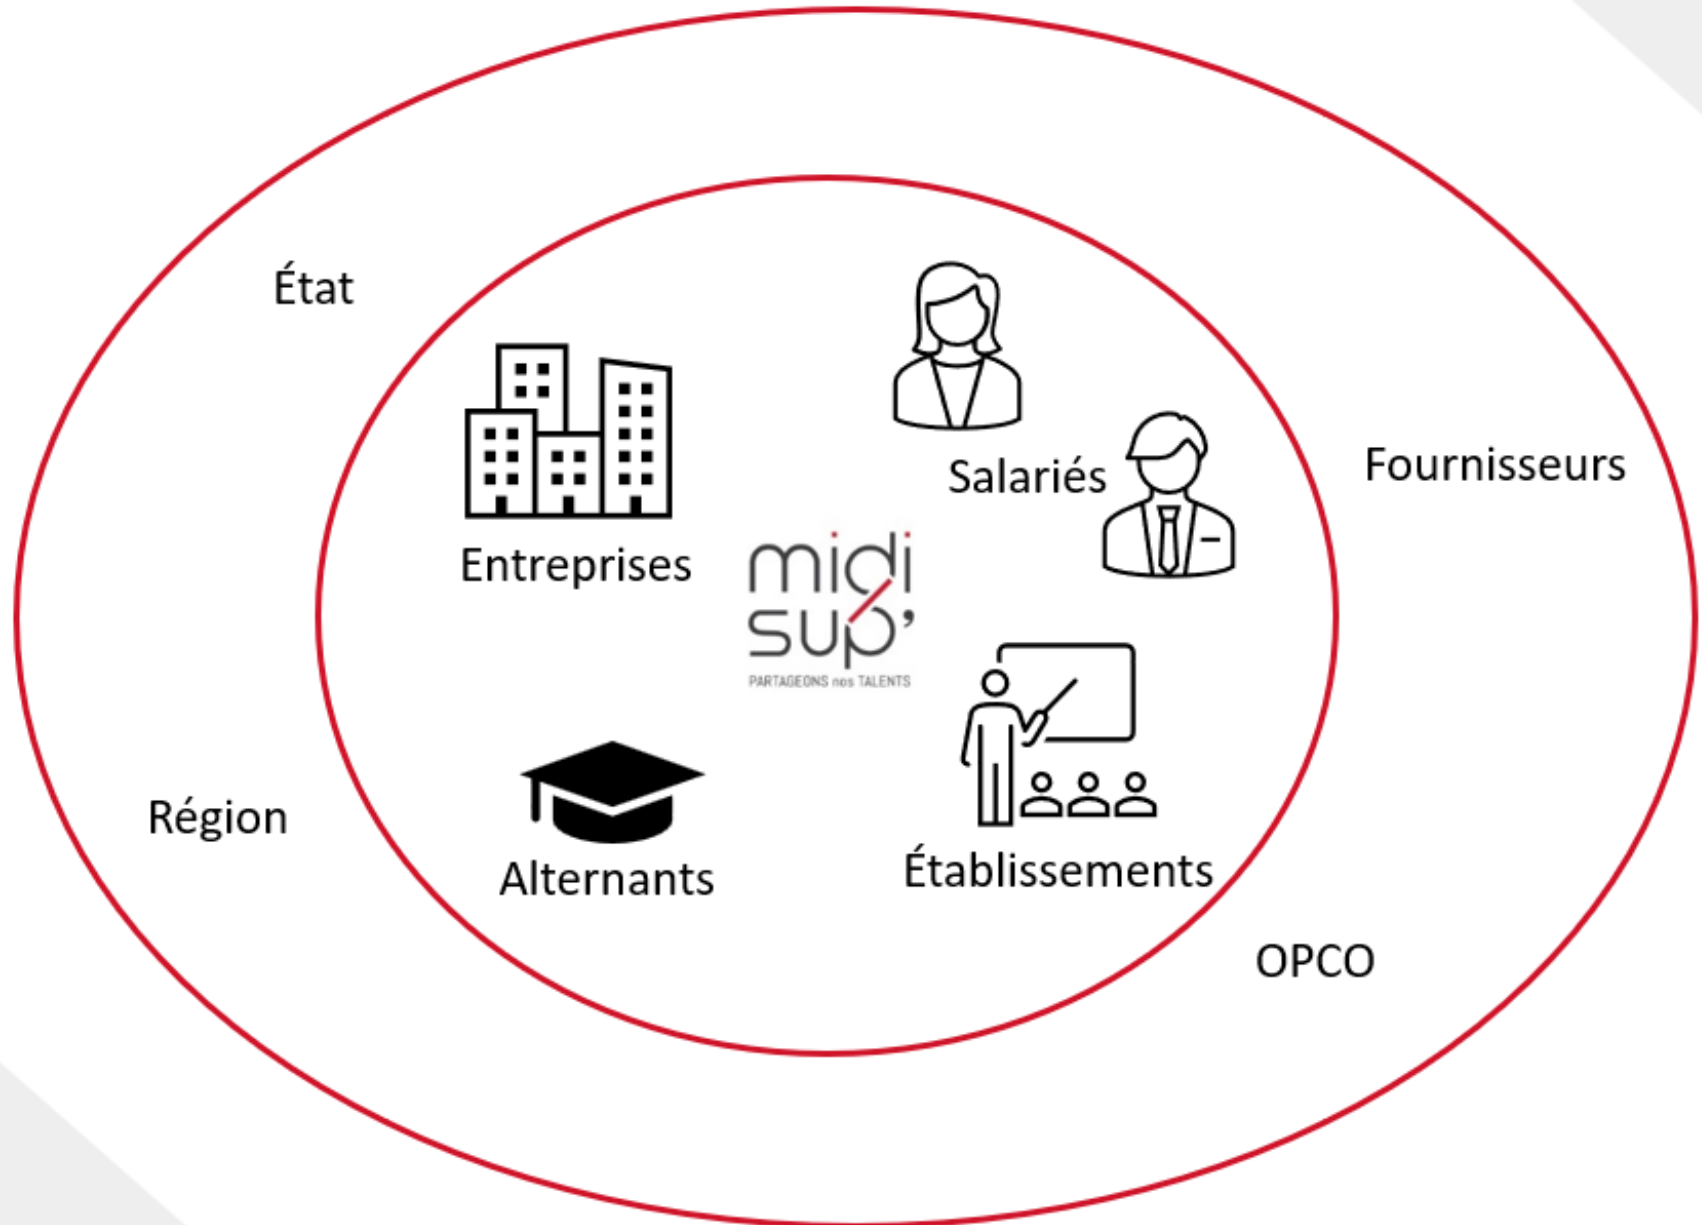 État
Salariés
Fournisseurs
Entreprises
midi
sup'
PARTAGEONS nos TALENTS
Région
Alternants
Établissements
OPCO